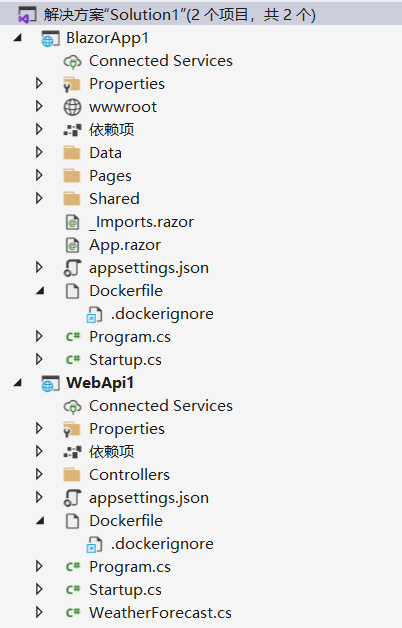 解决方案“Solution1”(2 个项目，共 2 个)
BlazorApp1
Connected Services
Properties
wwwroot
依赖项
Data
Pages
Shared
_Imports.razor
App.razor
appsettings.json
Dockerfile
.dockerignore
C# Program.cs
C# Startup.cs
WebApi1
Connected Services
Properties
依赖项
Controllers
appsettings.json
Dockerfile
.dockerignore
C# Program.cs
C# Startup.cs
C# WeatherForecast.cs